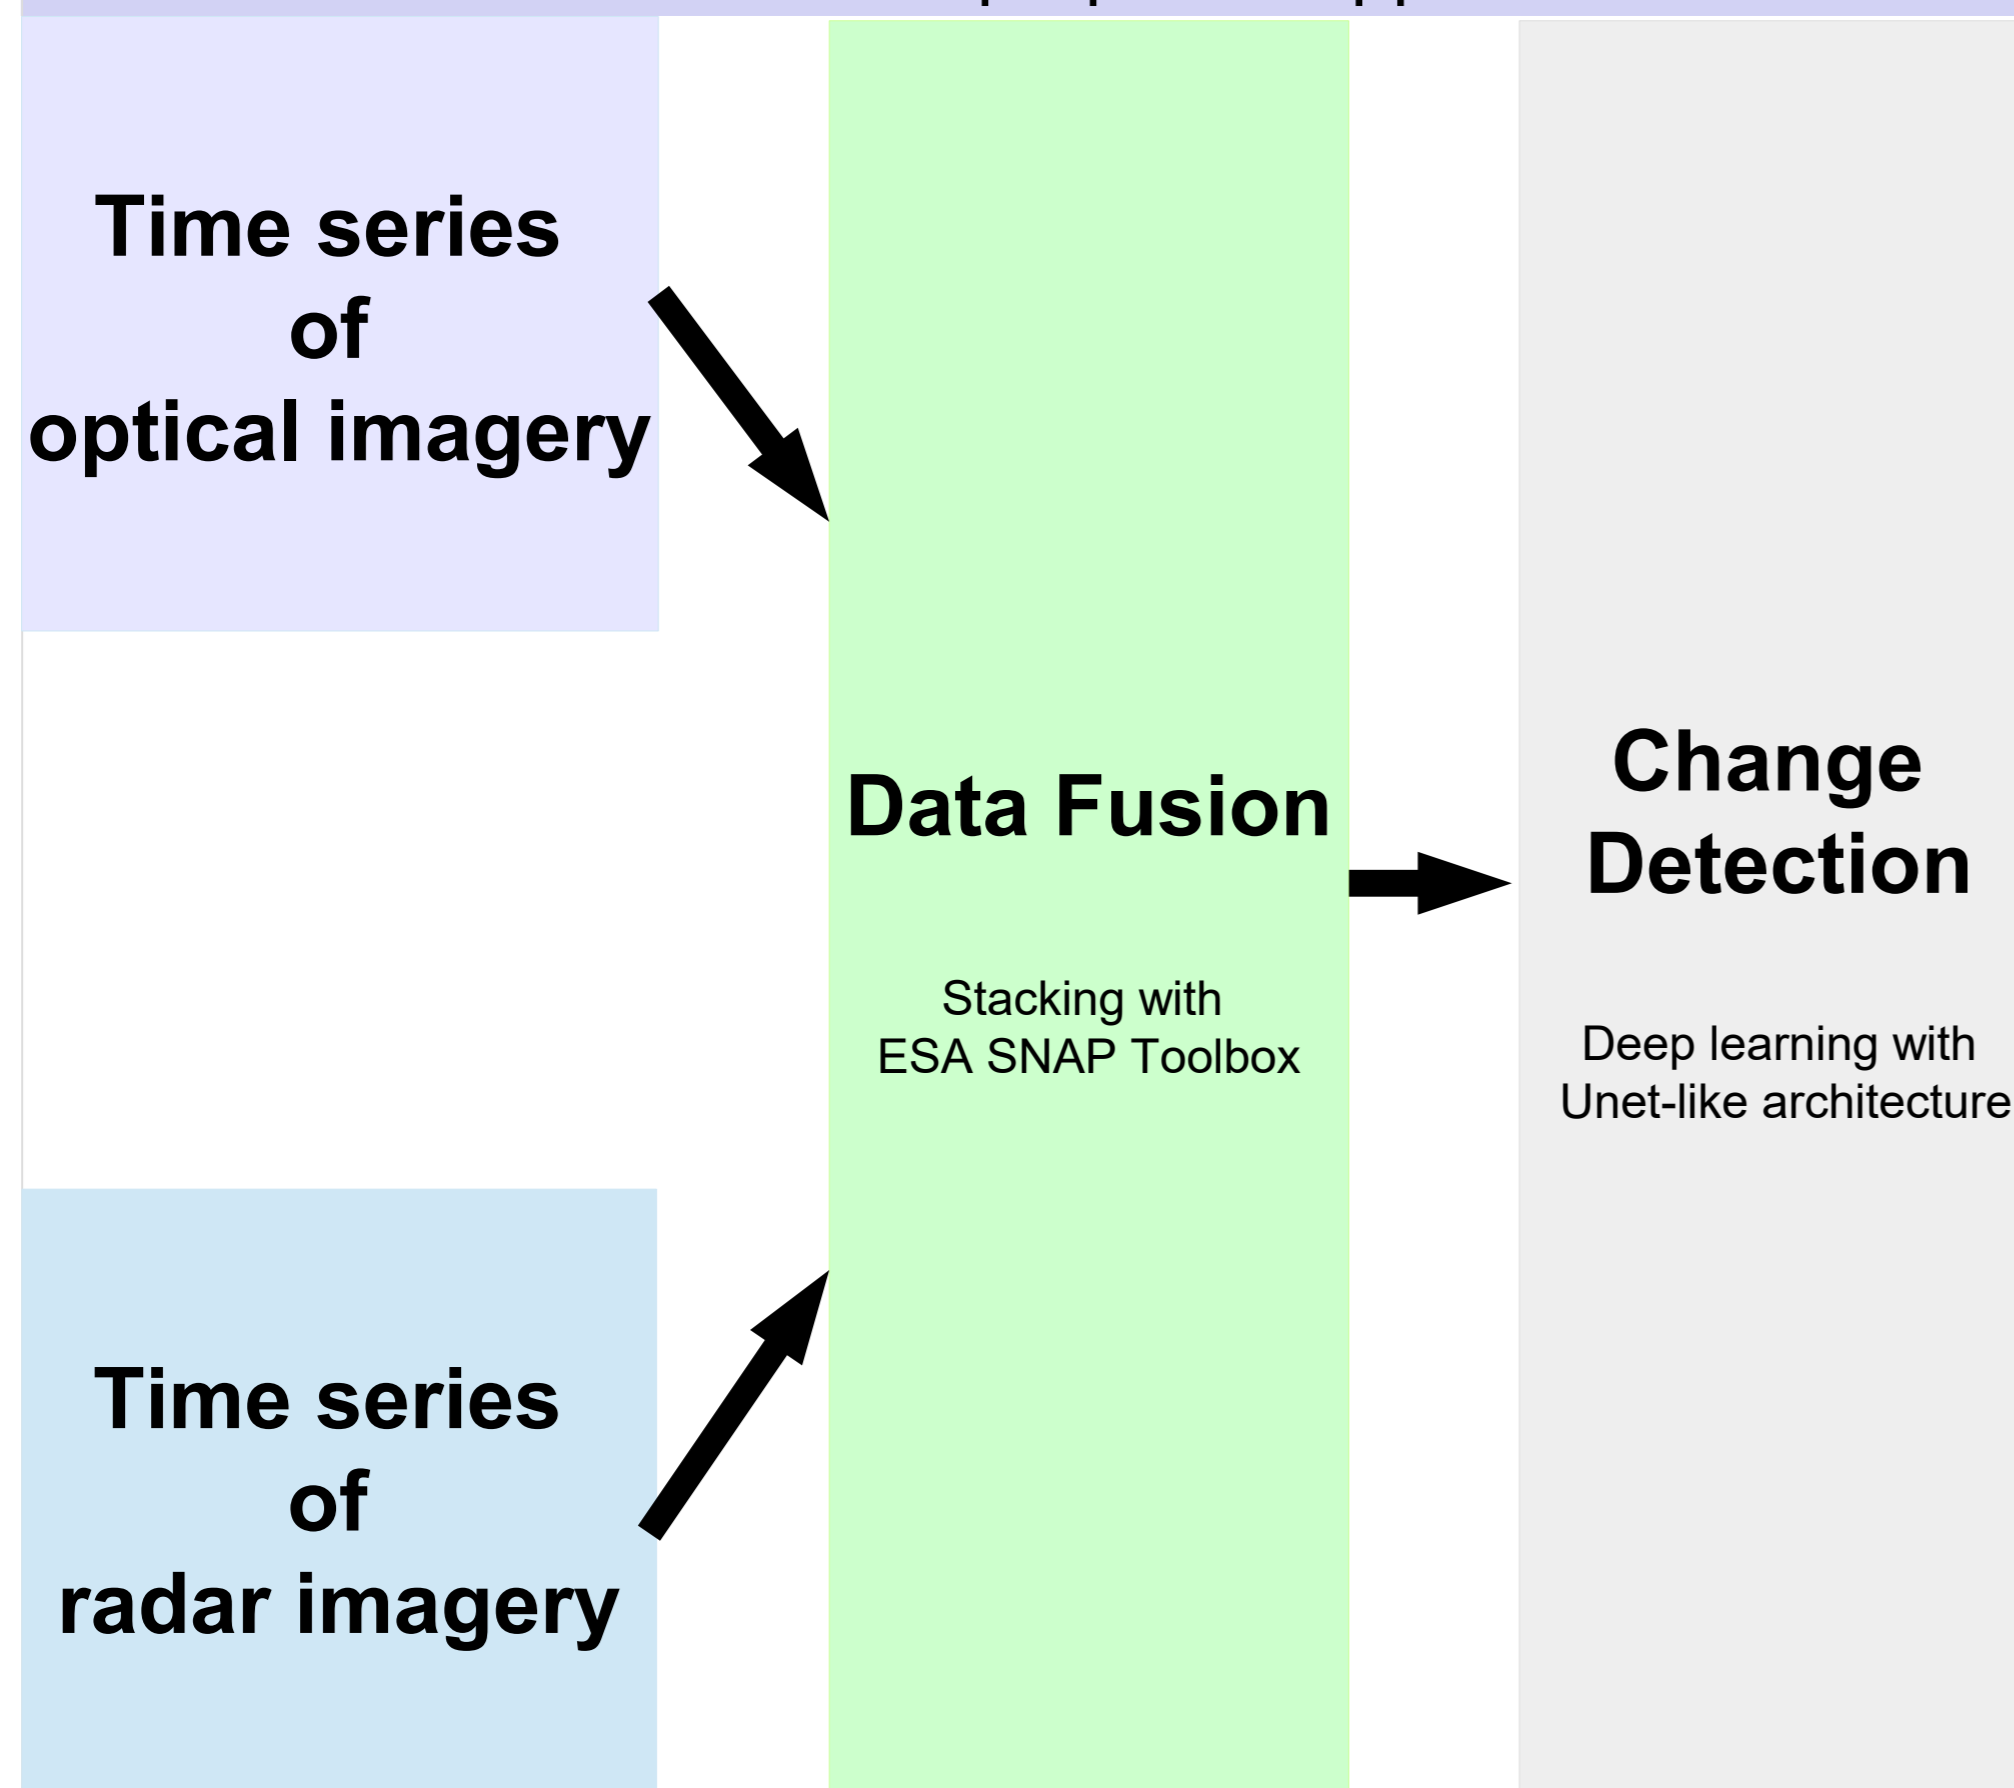 Time series
of
optical imagery
Data Fusion
Stacking with
ESA SNAP Toolbox
Change
Detection
Deep learning with
Unet-like architecture
Time series
of
radar imagery